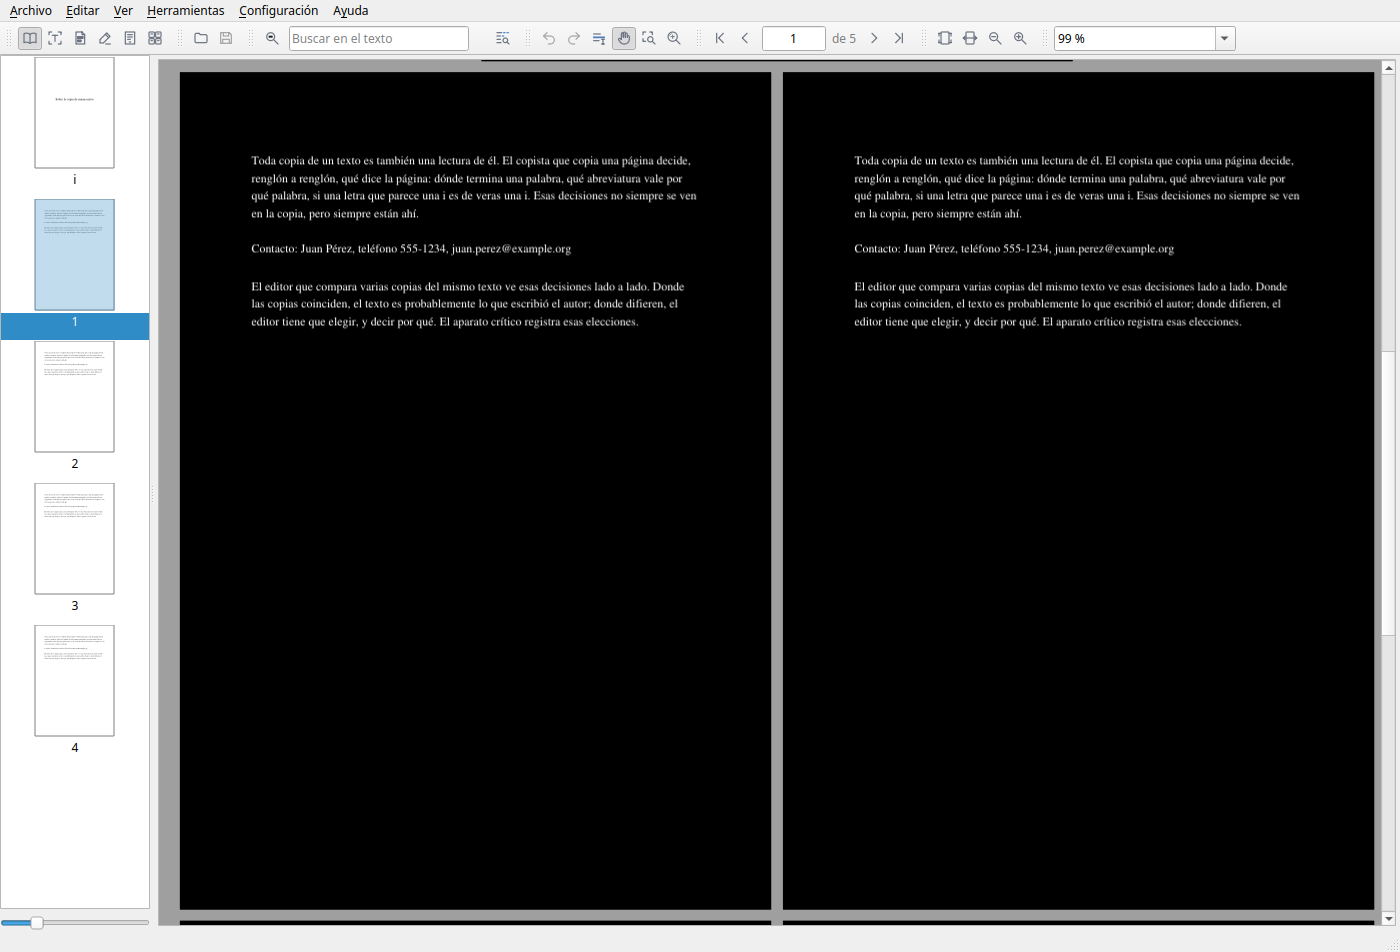 Archivo Editar Ver Herramientas Configuración Ayuda
Buscar en el texto
1 de 5
99 %
i
1
2
3
4
Toda copia de un texto es también una lectura de él. El copista que copia una página decide,
renglón a renglón, qué dice la página: dónde termina una palabra, qué abreviatura vale por
qué palabra, si una letra que parece una i es de veras una i. Esas decisiones no siempre se ven
en la copia, pero siempre están ahí.
Contacto: Juan Pérez, teléfono 555-1234, juan.perez@example.org
El editor que compara varias copias del mismo texto ve esas decisiones lado a lado. Donde
las copias coinciden, el texto es probablemente lo que escribió el autor; donde difieren, el
editor tiene que elegir, y decir por qué. El aparato crítico registra esas elecciones.
Toda copia de un texto es también una lectura de él. El copista que copia una página decide,
renglón a renglón, qué dice la página: dónde termina una palabra, qué abreviatura vale por
qué palabra, si una letra que parece una i es de veras una i. Esas decisiones no siempre se ven
en la copia, pero siempre están ahí.
Contacto: Juan Pérez, teléfono 555-1234, juan.perez@example.org
El editor que compara varias copias del mismo texto ve esas decisiones lado a lado. Donde
las copias coinciden, el texto es probablemente lo que escribió el autor; donde difieren, el
editor tiene que elegir, y decir por qué. El aparato crítico registra esas elecciones.